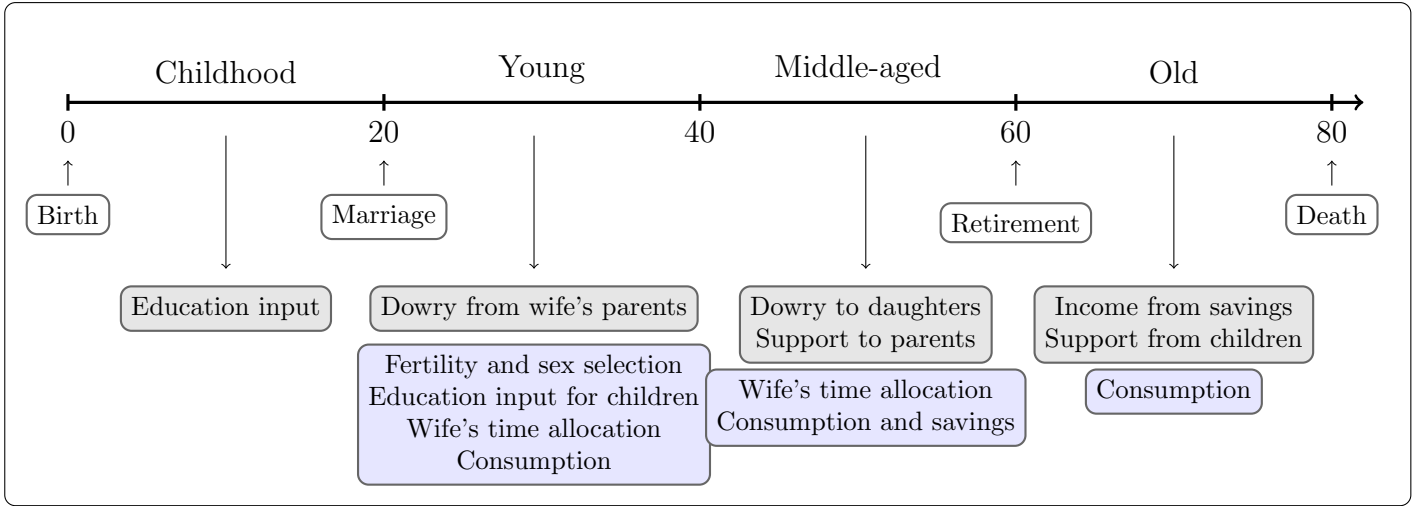 Childhood
Young
Middle-aged
Old
0
20
40
60
80
Birth
Marriage
Retirement
Death
Education input
Dowry from wife's parents
Fertility and sex selection
Education input for children
Wife's time allocation
Consumption
Dowry to daughters
Support to parents
Wife's time allocation
Consumption and savings
Income from savings
Support from children
Consumption